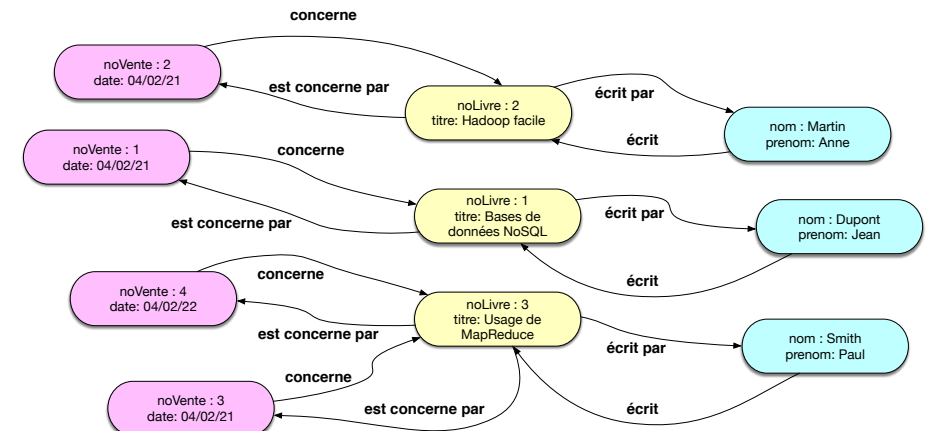 concerne
noVente : 2
date: 04/02/21
est concerne par
noLivre : 2
titre: Hadoop facile
écrit par
écrit
nom : Martin
prenom: Anne
noVente : 1
date: 04/02/21
concerne
est concerne par
noLivre : 1
titre: Bases de
données NoSQL
écrit par
écrit
nom : Dupont
prenom: Jean
concerne
noVente : 4
date: 04/02/22
est concerne par
noLivre : 3
titre: Usage de
MapReduce
écrit par
écrit
nom : Smith
prenom: Paul
concerne
noVente : 3
date: 04/02/21
est concerne par